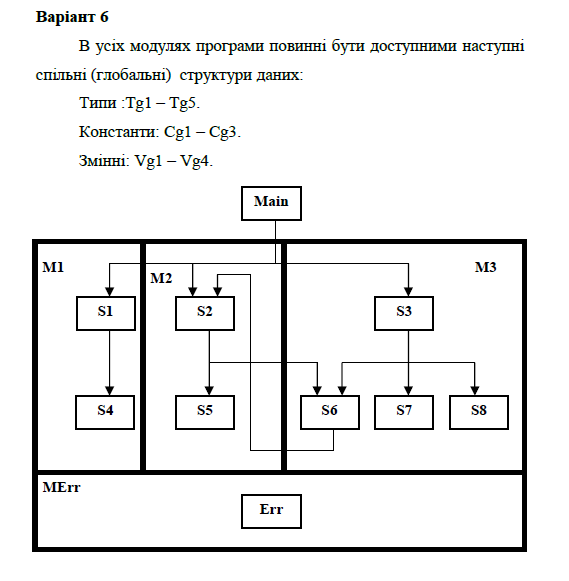 Варіант 6
В усіх модулях програми повинні бути доступними наступні
спільні (глобальні) структури даних:
Типи :Tg1 – Tg5.
Константи: Cg1 – Cg3.
Змінні: Vg1 – Vg4.
Main
M1
M2
M3
S1
S2
S3
S4
S5
S6
S7
S8
MErr
Err